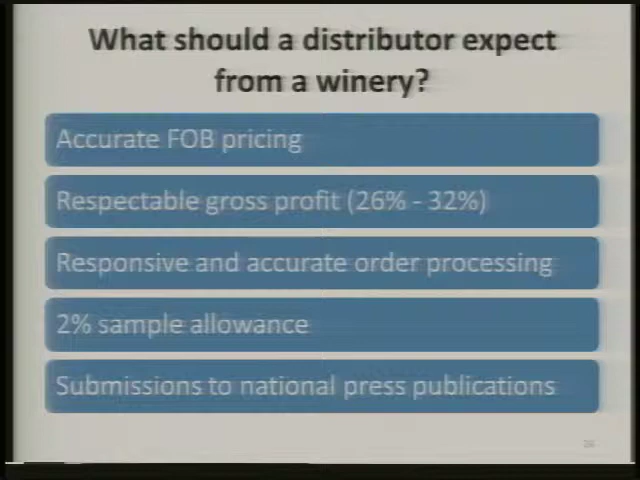 What should a distributor expect
from a winery?
Accurate FOB pricing
Respectable gross profit (26% - 32%)
Responsive and accurate order processing
2% sample allowance
Submissions to national press publications